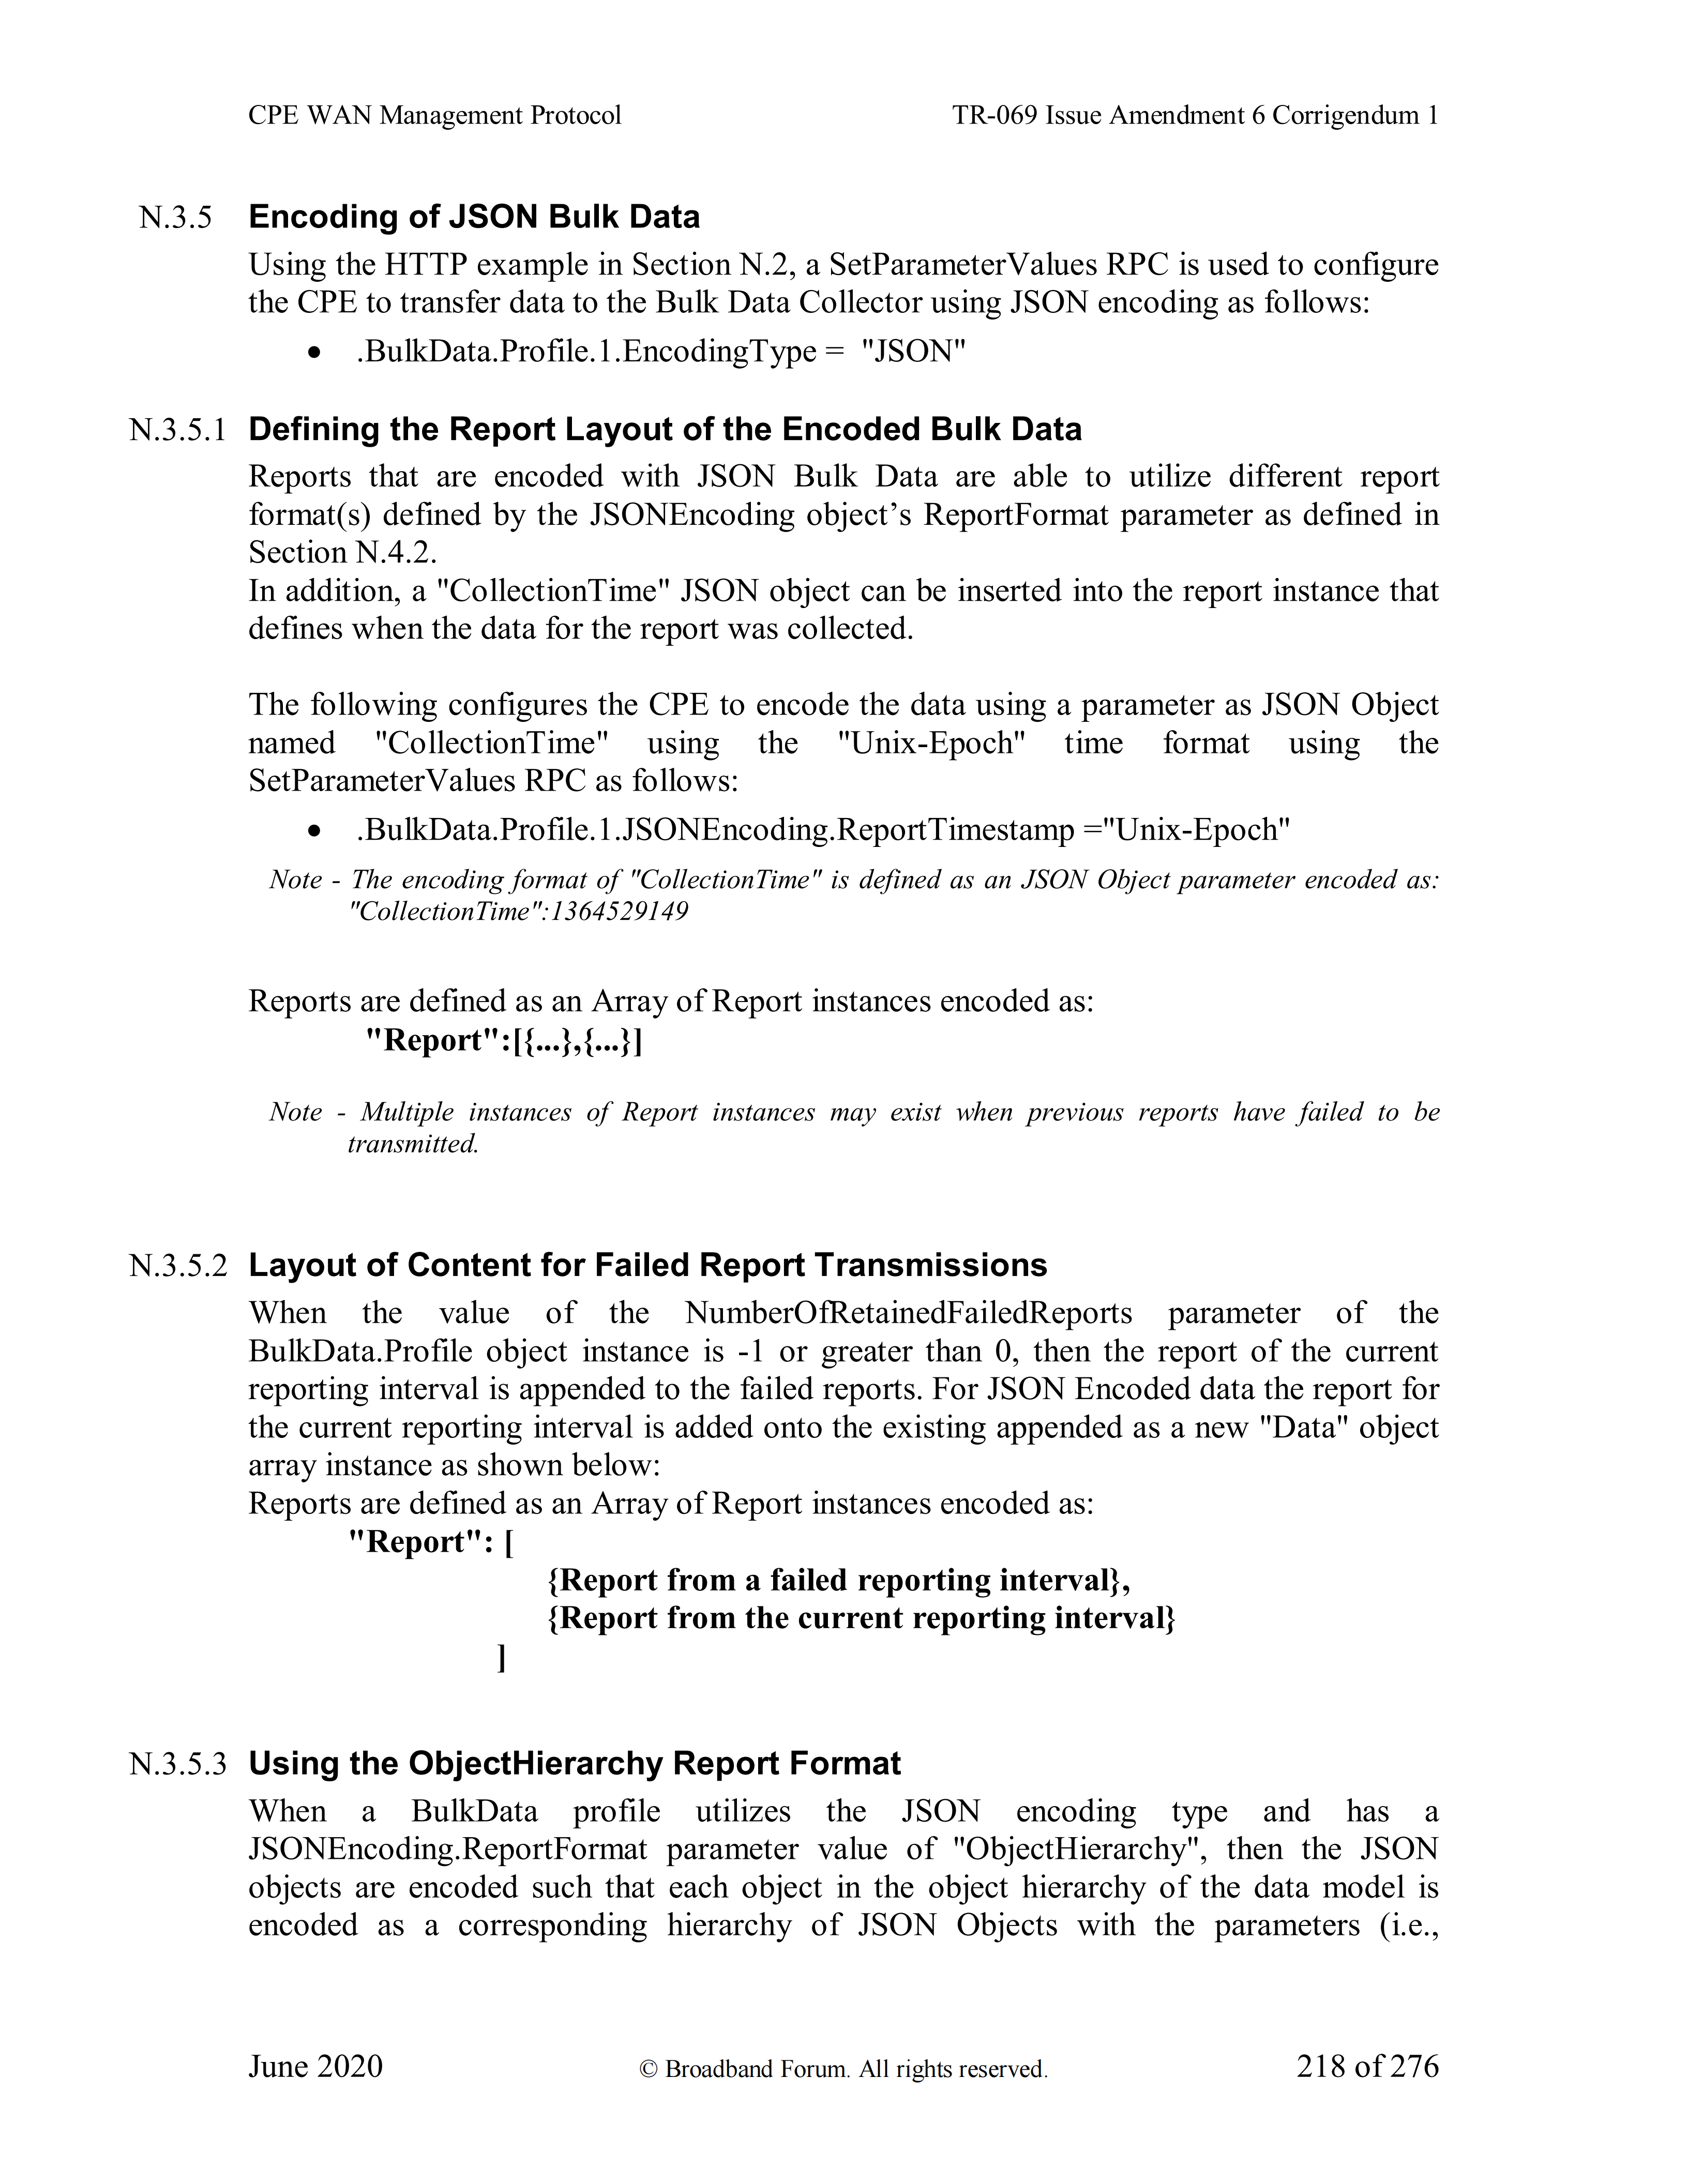 CPE WAN Management Protocol TR-069 Issue Amendment 6 Corrigendum 1
N.3.5 Encoding of JSON Bulk Data
Using the HTTP example in Section N.2, a SetParameterValues RPC is used to configure
the CPE to transfer data to the Bulk Data Collector using JSON encoding as follows:
• .BulkData.Profile.1.EncodingType = "JSON"
N.3.5.1 Defining the Report Layout of the Encoded Bulk Data
Reports that are encoded with JSON Bulk Data are able to utilize different report
format(s) defined by the JSONEncoding object’s ReportFormat parameter as defined in
Section N.4.2.
In addition, a "CollectionTime" JSON object can be inserted into the report instance that
defines when the data for the report was collected.
The following configures the CPE to encode the data using a parameter as JSON Object
named "CollectionTime" using the "Unix-Epoch" time format using the
SetParameterValues RPC as follows:
• .BulkData.Profile.1.JSONEncoding.ReportTimestamp ="Unix-Epoch"
Note - The encoding format of "CollectionTime" is defined as an JSON Object parameter encoded as:
"CollectionTime":1364529149
Reports are defined as an Array of Report instances encoded as:
"Report":[{...},{...}]
Note - Multiple instances of Report instances may exist when previous reports have failed to be
transmitted.
N.3.5.2 Layout of Content for Failed Report Transmissions
When the value of the NumberOfRetainedFailedReports parameter of the
BulkData.Profile object instance is -1 or greater than 0, then the report of the current
reporting interval is appended to the failed reports. For JSON Encoded data the report for
the current reporting interval is added onto the existing appended as a new "Data" object
array instance as shown below:
Reports are defined as an Array of Report instances encoded as:
"Report": [
{Report from a failed reporting interval},
{Report from the current reporting interval}
]
N.3.5.3 Using the ObjectHierarchy Report Format
When a BulkData profile utilizes the JSON encoding type and has a
JSONEncoding.ReportFormat parameter value of "ObjectHierarchy", then the JSON
objects are encoded such that each object in the object hierarchy of the data model is
encoded as a corresponding hierarchy of JSON Objects with the parameters (i.e.,
June 2020 © Broadband Forum. All rights reserved. 218 of 276